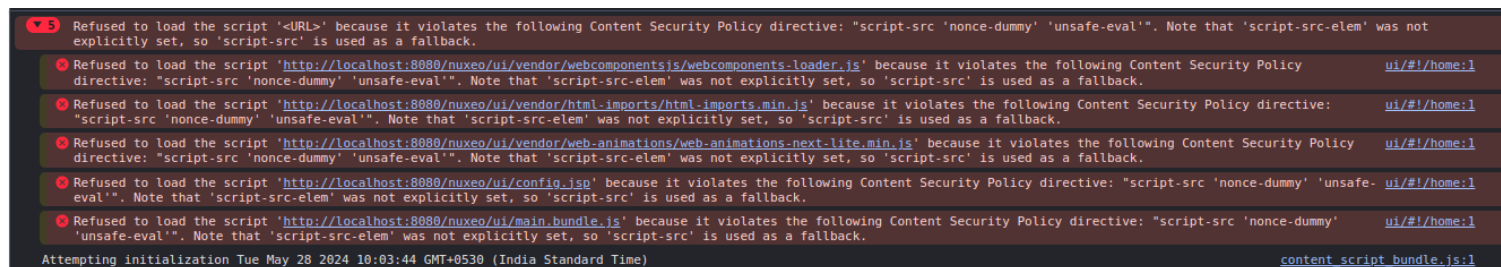 ▼ 5 Refused to load the script '<URL>' because it violates the following Content Security Policy directive: "script-src 'nonce-dummy' 'unsafe-eval'". Note that 'script-src-elem' was not
explicitly set, so 'script-src' is used as a fallback.
Refused to load the script 'http://localhost:8080/nuxeo/ui/vendor/webcomponentsjs/webcomponents-loader.js' because it violates the following Content Security Policy ui/#!/home:1
directive: "script-src 'nonce-dummy' 'unsafe-eval'". Note that 'script-src-elem' was not explicitly set, so 'script-src' is used as a fallback.
Refused to load the script 'http://localhost:8080/nuxeo/ui/vendor/html-imports/html-imports.min.js' because it violates the following Content Security Policy directive: ui/#!/home:1
"script-src 'nonce-dummy' 'unsafe-eval'". Note that 'script-src-elem' was not explicitly set, so 'script-src' is used as a fallback.
Refused to load the script 'http://localhost:8080/nuxeo/ui/vendor/web-animations/web-animations-next-lite.min.js' because it violates the following Content Security Policy ui/#!/home:1
directive: "script-src 'nonce-dummy' 'unsafe-eval'". Note that 'script-src-elem' was not explicitly set, so 'script-src' is used as a fallback.
Refused to load the script 'http://localhost:8080/nuxeo/ui/config.jsp' because it violates the following Content Security Policy directive: "script-src 'nonce-dummy' 'unsafe- ui/#!/home:1
eval'". Note that 'script-src-elem' was not explicitly set, so 'script-src' is used as a fallback.
Refused to load the script 'http://localhost:8080/nuxeo/ui/main.bundle.js' because it violates the following Content Security Policy directive: "script-src 'nonce-dummy' ui/#!/home:1
'unsafe-eval'". Note that 'script-src-elem' was not explicitly set, so 'script-src' is used as a fallback.
Attempting initialization Tue May 28 2024 10:03:44 GMT+0530 (India Standard Time) content_script_bundle.js:1